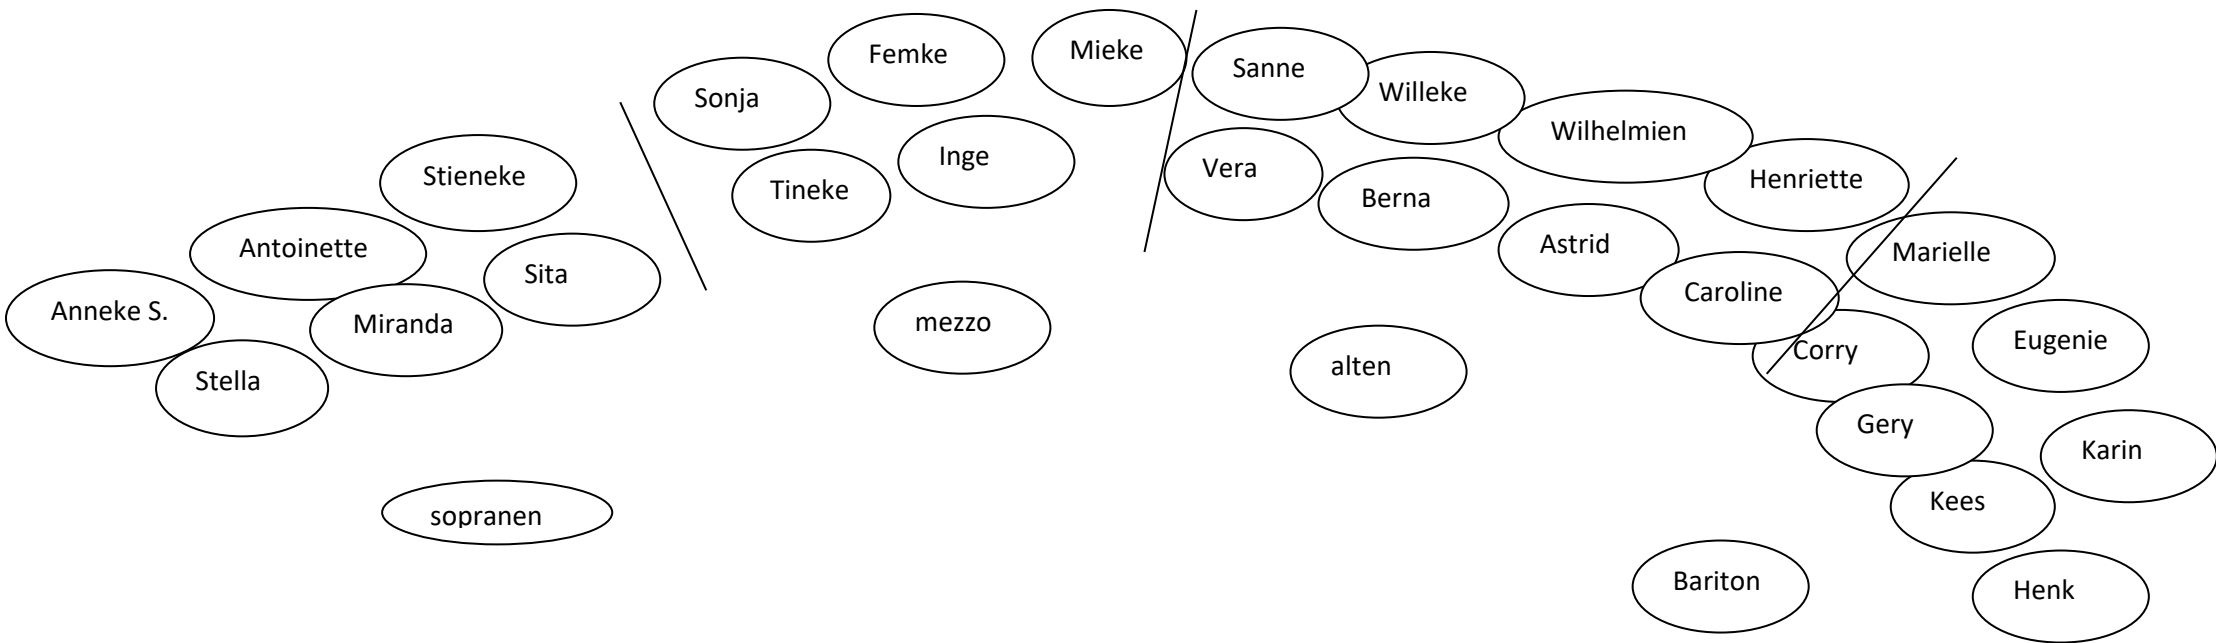 Femke
Mieke
Sanne
Sonja
Willeke
Wilhelmien
Inge
Vera
Stieneke
Tineke
Henriette
Berna
Antoinette
Astrid
Marielle
Sita
Caroline
Anneke S.
Miranda
mezzo
Eugenie
Corry
alten
Stella
Gery
Karin
Kees
sopranen
Bariton
Henk